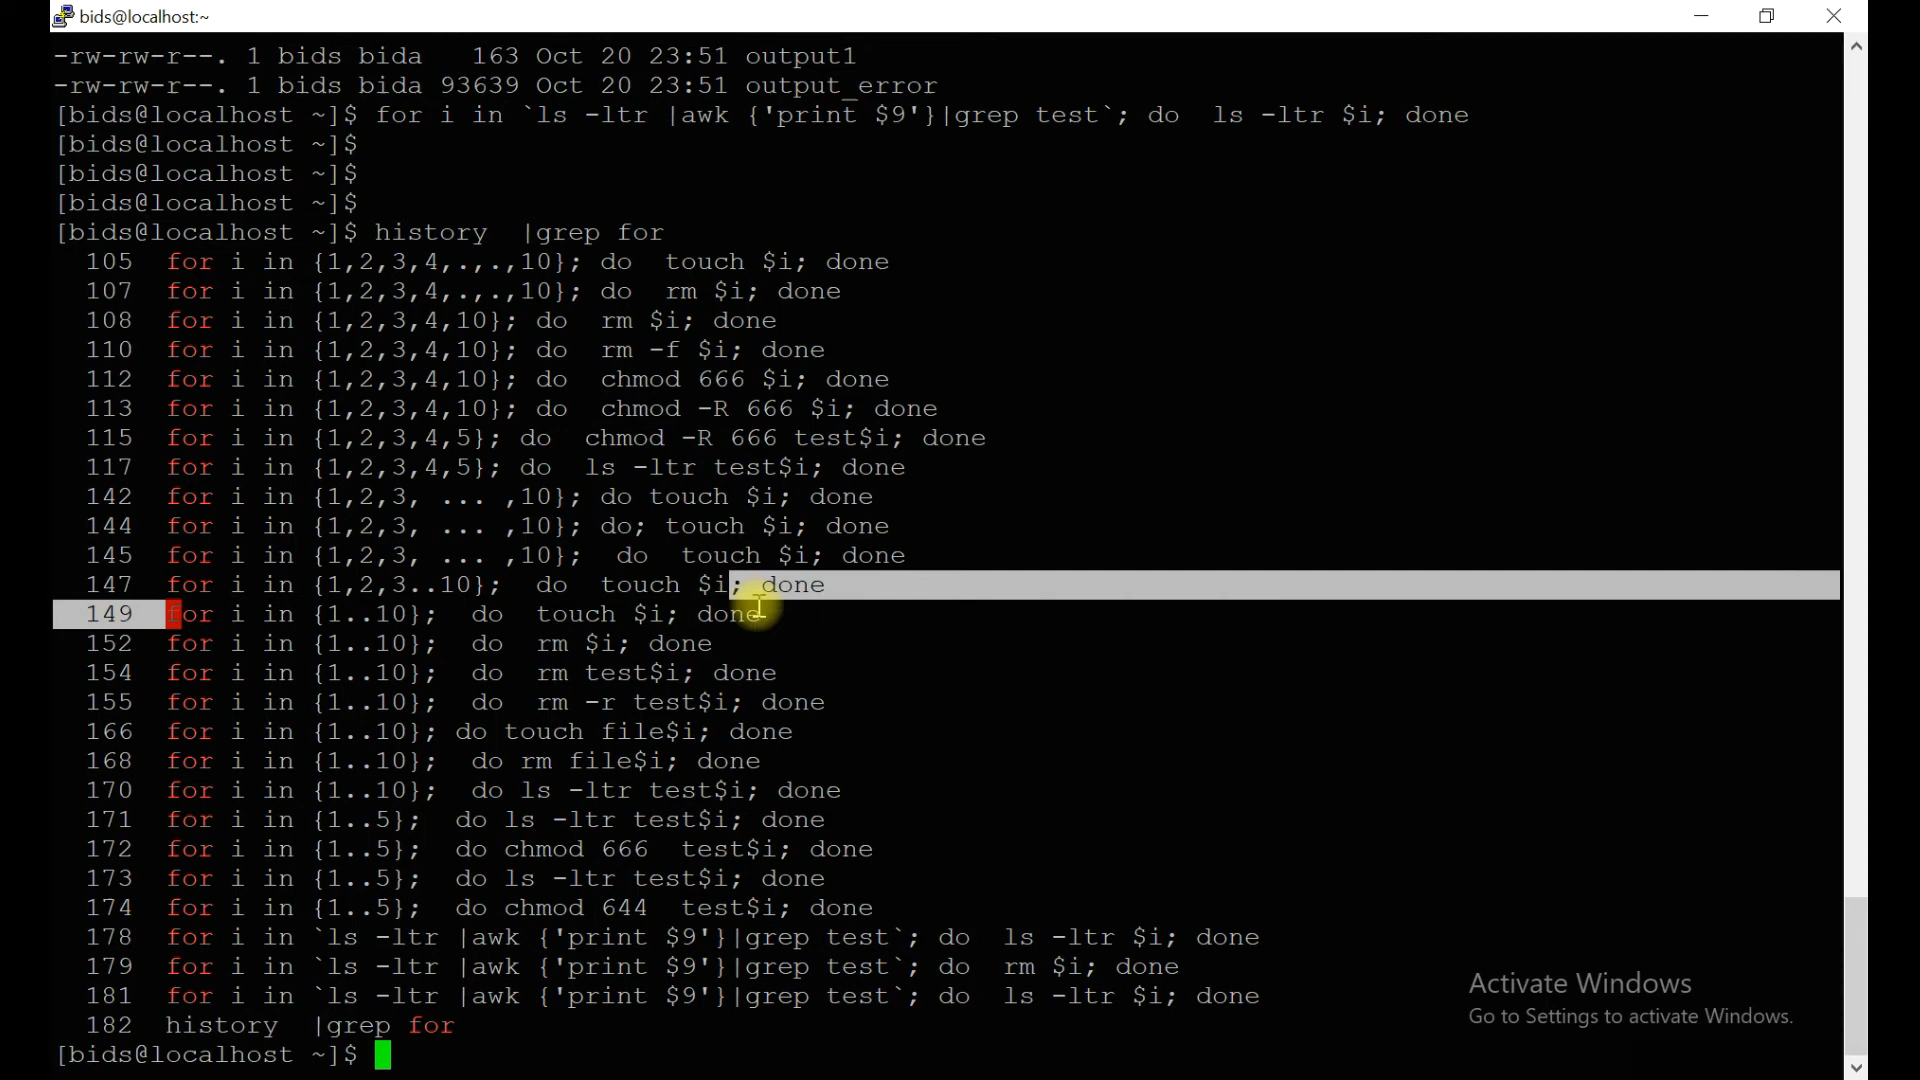 bids@localhost:~
-rw-rw-r--. 1 bids bida   163 Oct 20 23:51 output1
-rw-rw-r--. 1 bids bida 93639 Oct 20 23:51 output_error
[bids@localhost ~]$ for i in `ls -ltr |awk {'print $9'}|grep test`; do  ls -ltr $i; done
[bids@localhost ~]$
[bids@localhost ~]$
[bids@localhost ~]$
[bids@localhost ~]$ history  |grep for
105  for i in {1,2,3,4,.,.,10}; do  touch $i; done
107  for i in {1,2,3,4,.,.,10}; do  rm $i; done
108  for i in {1,2,3,4,10}; do  rm $i; done
110  for i in {1,2,3,4,10}; do  rm -f $i; done
112  for i in {1,2,3,4,10}; do  chmod 666 $i; done
113  for i in {1,2,3,4,10}; do  chmod -R 666 $i; done
115  for i in {1,2,3,4,5}; do  chmod -R 666 test$i; done
117  for i in {1,2,3,4,5}; do  ls -ltr test$i; done
142  for i in {1,2,3, ... ,10}; do touch $i; done
144  for i in {1,2,3, ... ,10}; do; touch $i; done
145  for i in {1,2,3, ... ,10};  do  touch $i; done
147  for i in {1,2,3..10};  do  touch $i; done
149  for i in {1..10};  do  touch $i; done
152  for i in {1..10};  do  rm $i; done
154  for i in {1..10};  do  rm test$i; done
155  for i in {1..10};  do  rm -r test$i; done
166  for i in {1..10}; do touch file$i; done
168  for i in {1..10};  do rm file$i; done
170  for i in {1..10};  do ls -ltr test$i; done
171  for i in {1..5};  do ls -ltr test$i; done
172  for i in {1..5};  do chmod 666  test$i; done
173  for i in {1..5};  do ls -ltr test$i; done
174  for i in {1..5};  do chmod 644  test$i; done
178  for i in `ls -ltr |awk {'print $9'}|grep test`; do  ls -ltr $i; done
179  for i in `ls -ltr |awk {'print $9'}|grep test`; do  rm $i; done
181  for i in `ls -ltr |awk {'print $9'}|grep test`; do  ls -ltr $i; done
182  history  |grep for
[bids@localhost ~]$
Activate Windows
Go to Settings to activate Windows.